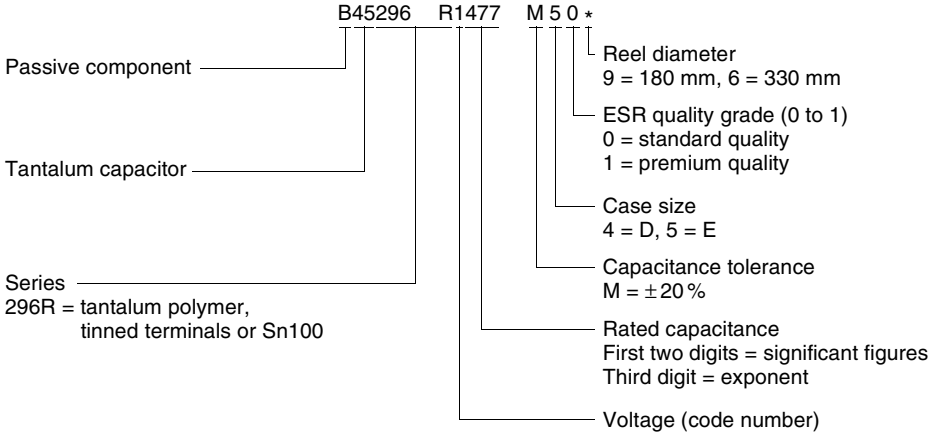 B45296 R1477 M 5 0 *
Passive component
Tantalum capacitor
Series
296R = tantalum polymer,
tinned terminals or Sn100
Reel diameter
9 = 180 mm, 6 = 330 mm
ESR quality grade (0 to 1)
0 = standard quality
1 = premium quality
Case size
4 = D, 5 = E
Capacitance tolerance
M = ±20 %
Rated capacitance
First two digits = significant figures
Third digit = exponent
Voltage (code number)